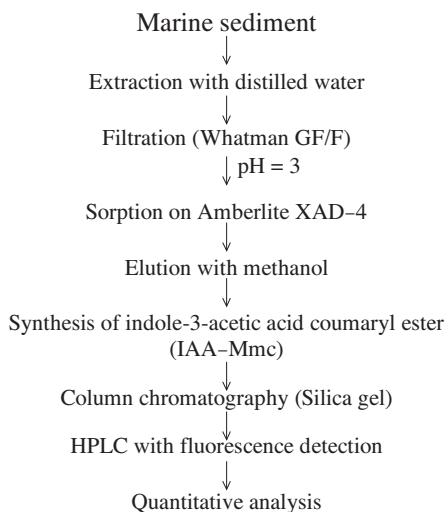 Marine sediment
Extraction with distilled water
Filtration (Whatman GF/F)
pH = 3
Sorption on Amberlite XAD–4
Elution with methanol
Synthesis of indole-3-acetic acid coumaryl ester
(IAA–Mmc)
Column chromatography (Silica gel)
HPLC with fluorescence detection
Quantitative analysis